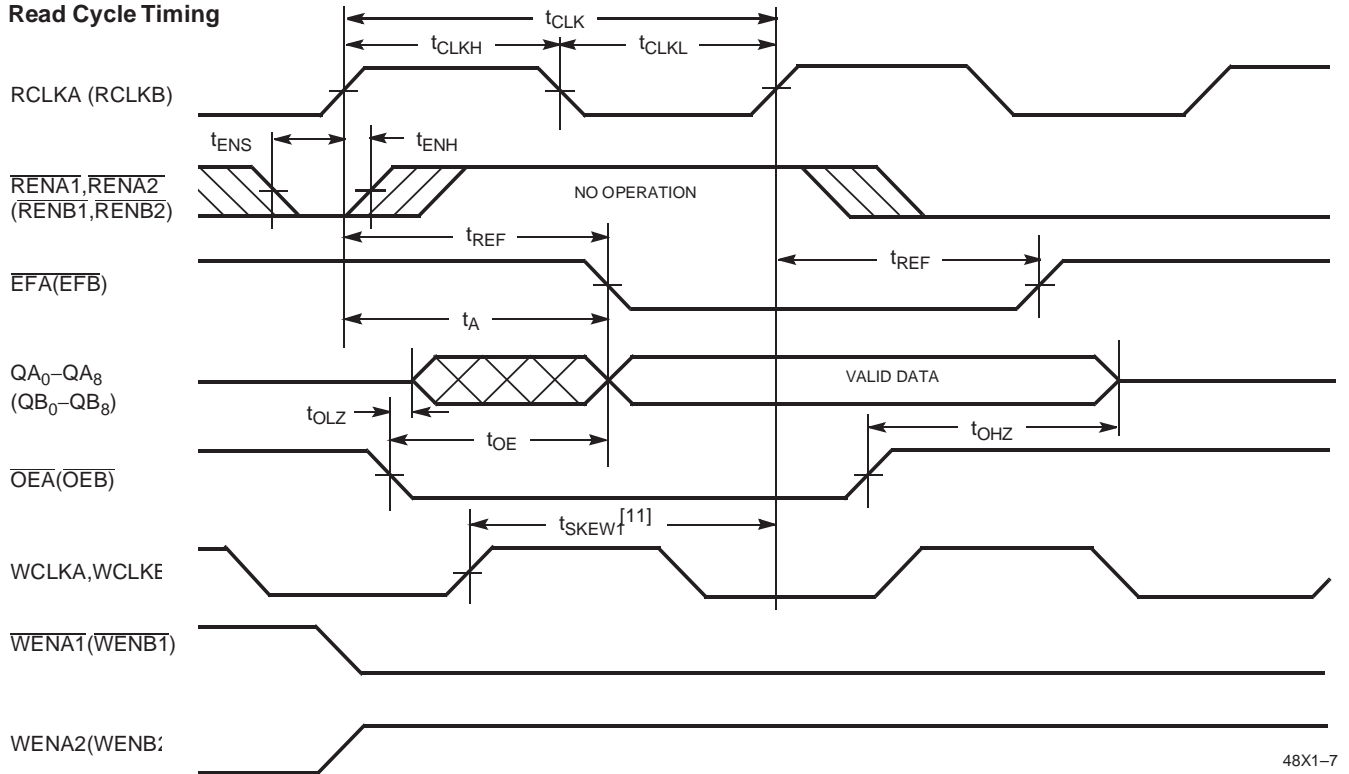 Read Cycle Timing
tCLK
tCLKH
tCLKL
RCLKA (RCLKB)
tENS
tENH
RENA1,RENA2
(RENB1,RENB2)
NO OPERATION
tREF
tREF
EFA(EFB)
tA
QA0–QA8
(QB0–QB8)
VALID DATA
tOLZ
tOE
tOHZ
OEA(OEB)
tSKEW1[11]
WCLKA,WCLKB
WENA1(WENB1)
WENA2(WENB2
48X1–7